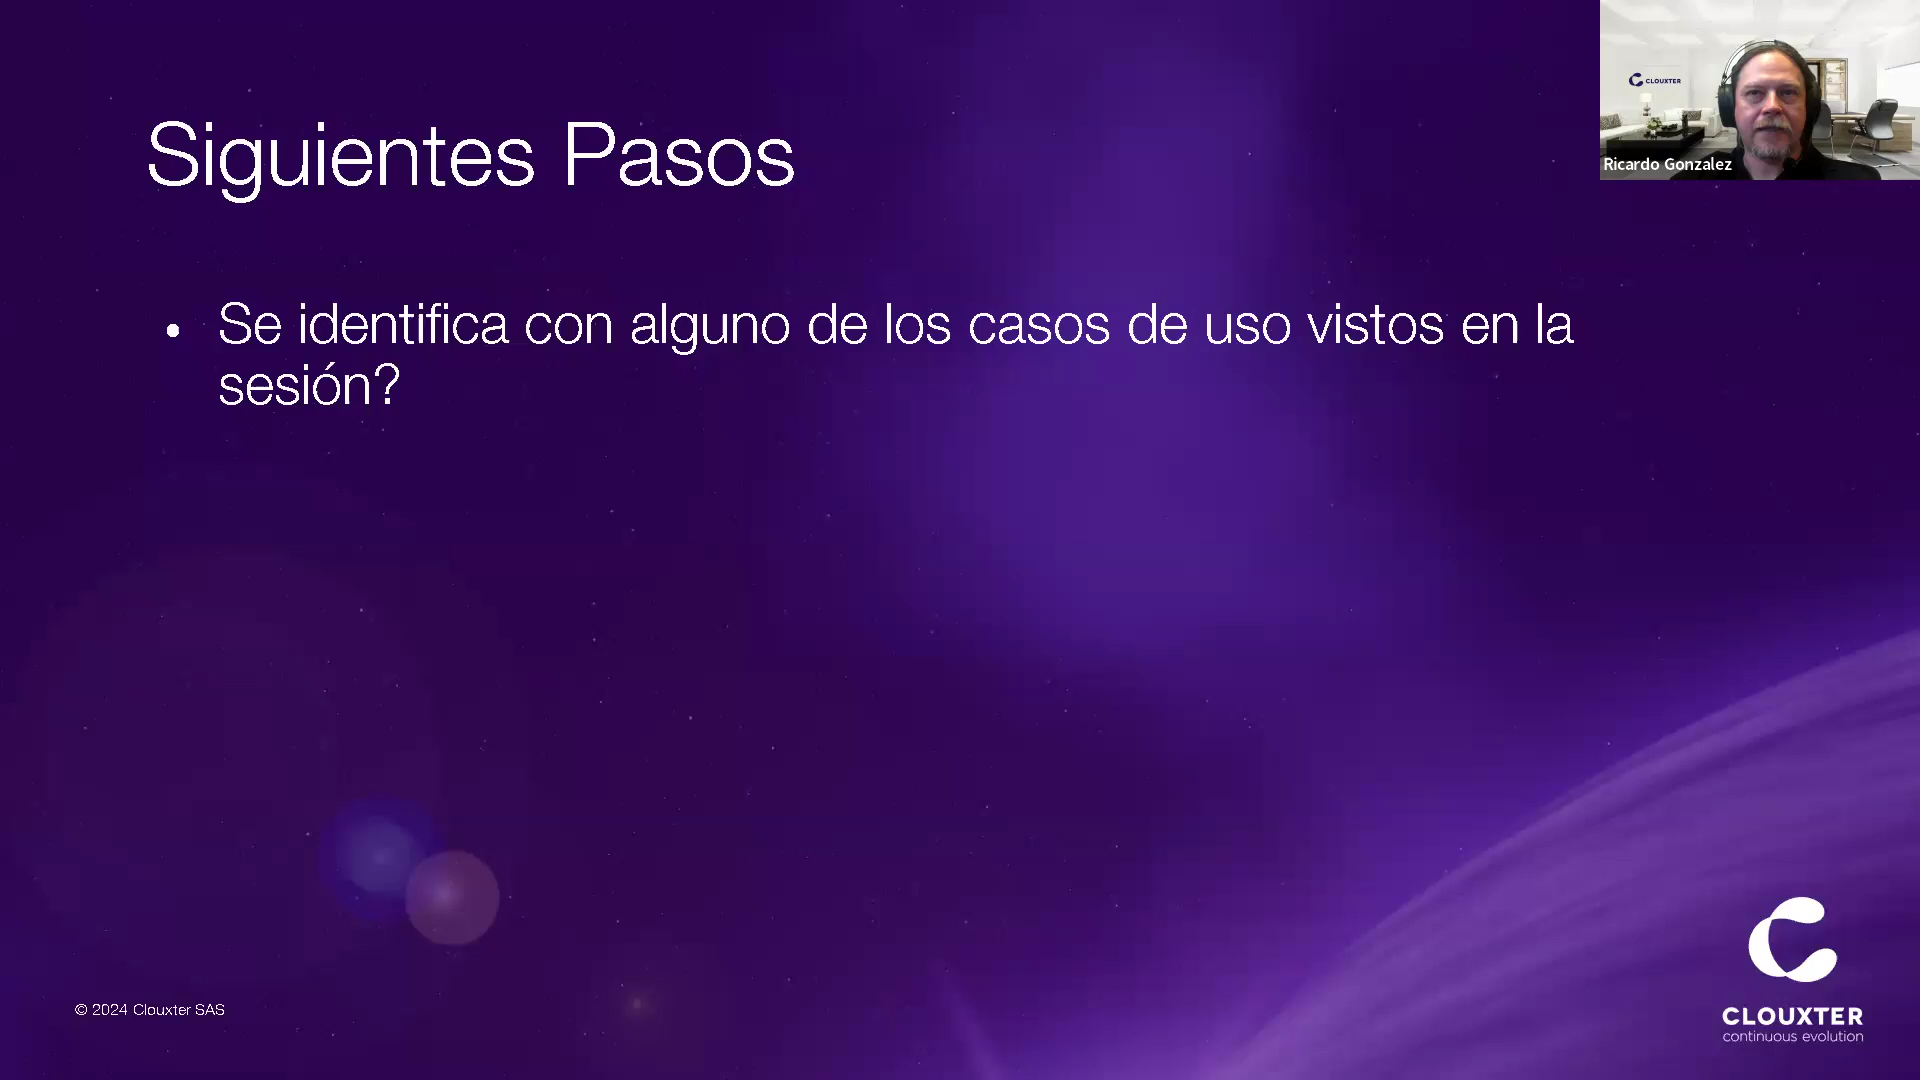 Siguientes Pasos
CLOUXTER
Ricardo Gonzalez
• Se identifica con alguno de los casos de uso vistos en la
sesión?
© 2024 Clouxter SAS
CLOUXTER
continuous evolution